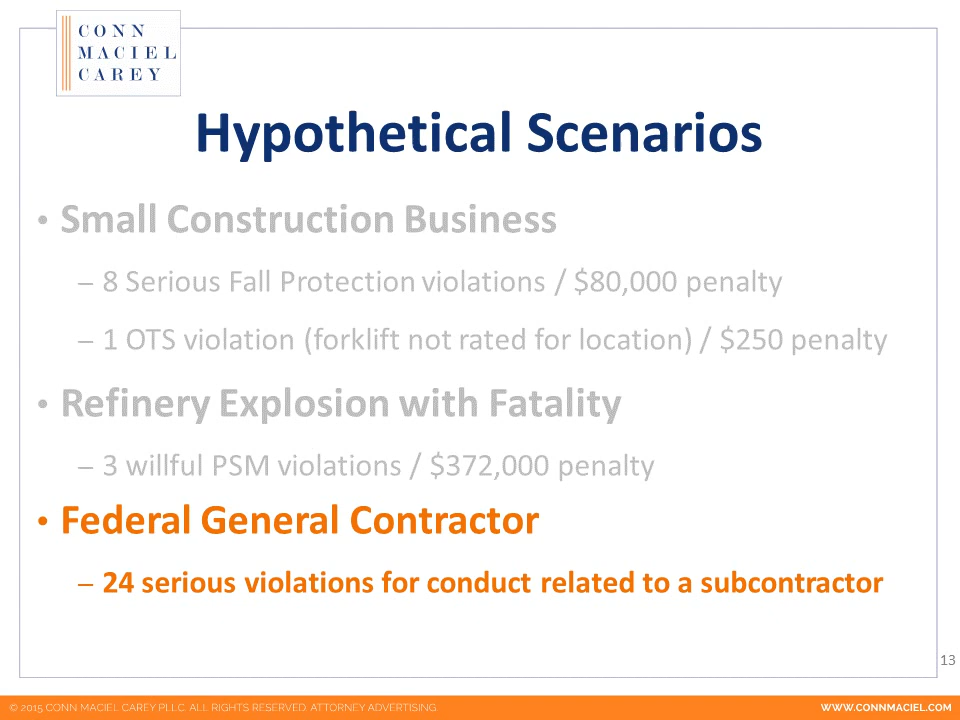 CONN
MACIEL
CAREY
Hypothetical Scenarios
• Small Construction Business
– 8 Serious Fall Protection violations / $80,000 penalty
– 1 OTS violation (forklift not rated for location) / $250 penalty
• Refinery Explosion with Fatality
– 3 willful PSM violations / $372,000 penalty
• Federal General Contractor
– 24 serious violations for conduct related to a subcontractor
13
© 2015 CONN MACIEL CAREY PLLC. ALL RIGHTS RESERVED. ATTORNEY ADVERTISING.
WWW.CONNMACIEL.COM